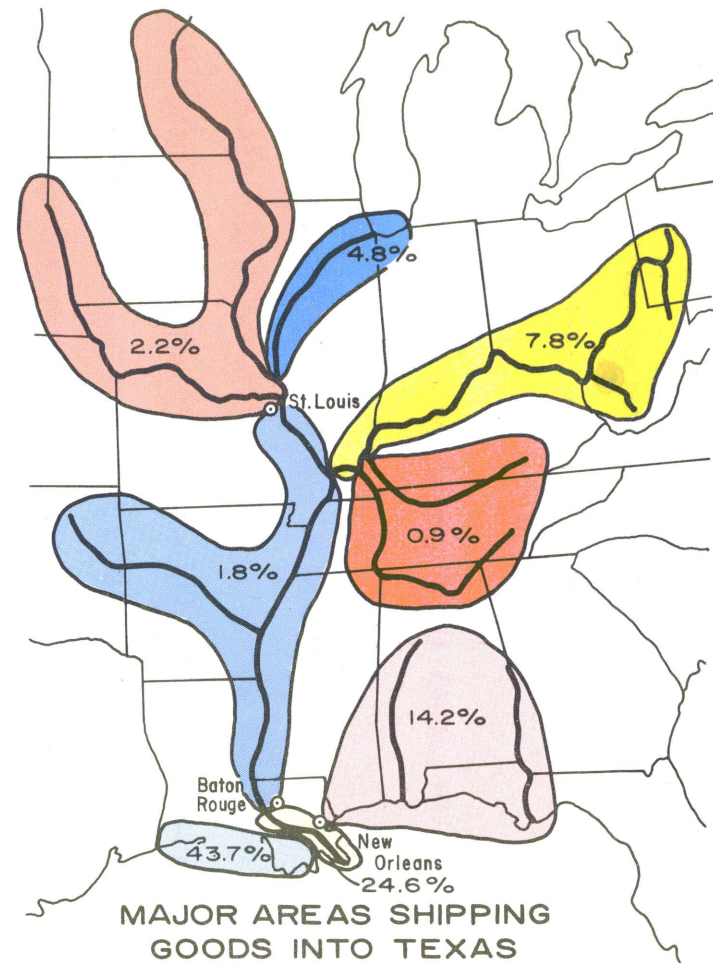 4.8%
7.8%
2.2%
St. Louis
0.9%
1.8%
14.2%
Baton
Rouge
New
Orleans
43.7%
24.6%
MAJOR AREAS SHIPPING
GOODS INTO TEXAS